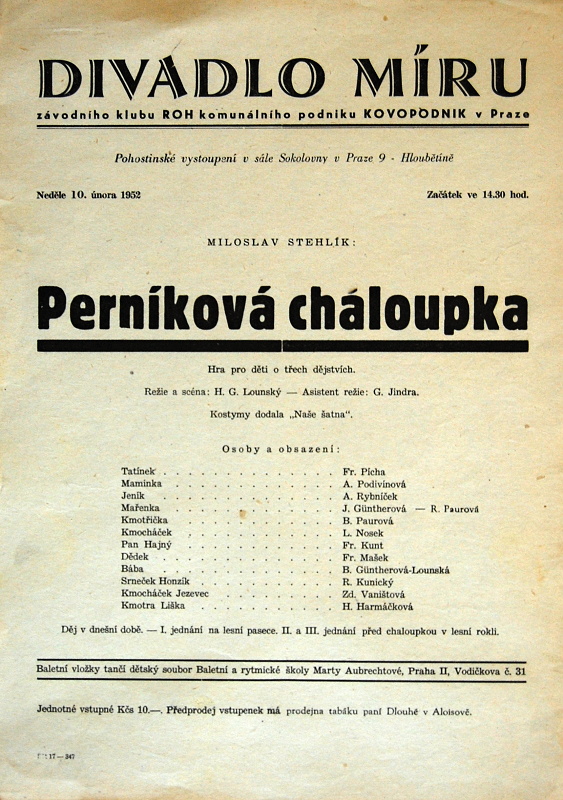 DIVADLO MÍRU
závodního klubu ROH komunálního podniku KOVOPODNIK v Praze
Pohostinské vystoupení v sále Sokolovny v Praze 9 - Hloubětíně
Neděle 10. února 1952 Začátek ve 14.30 hod.
MILOSLAV STEHLÍK:
Perníková chaloupka
Hra pro děti o třech dějstvích.
Režie a scéna: H. G. Lounský — Asistent režie: G. Jindra.
Kostymy dodala „Naše šatna“.
Osoby a obsazení:
Tatínek . . . . . . . . . . . . . . Fr. Pícha
Maminka . . . . . . . . . . . . . . A. Podivínová
Jeník . . . . . . . . . . . . . . A. Rybníček
Mařenka . . . . . . . . . . . . . . J. Güntherová — R. Paurová
Kmotřička . . . . . . . . . . . . . B. Paurová
Kmocháček . . . . . . . . . . . . . L. Nosek
Pan Hajný . . . . . . . . . . . . . Fr. Kunt
Dědek . . . . . . . . . . . . . . Fr. Mašek
Bába . . . . . . . . . . . . . . B. Güntherová-Lounská
Srneček Honzík . . . . . . . . . . . R. Kunický
Kmocháček Jezevec . . . . . . . . . . Zd. Vaništová
Kmotra Liška . . . . . . . . . . . H. Harmáčková
Děj v dnešní době. — I. jednání na lesní pasece. II. a III. jednání před chaloupkou v lesní rokli.
Baletní vložky tančí dětský soubor Baletní a rytmické školy Marty Aubrechtové, Praha II, Vodičkova č. 31
Jednotné vstupné Kčs 10.—. Předprodej vstupenek má prodejna tabáku paní Dlouhé v Aloisově.
17 — 347